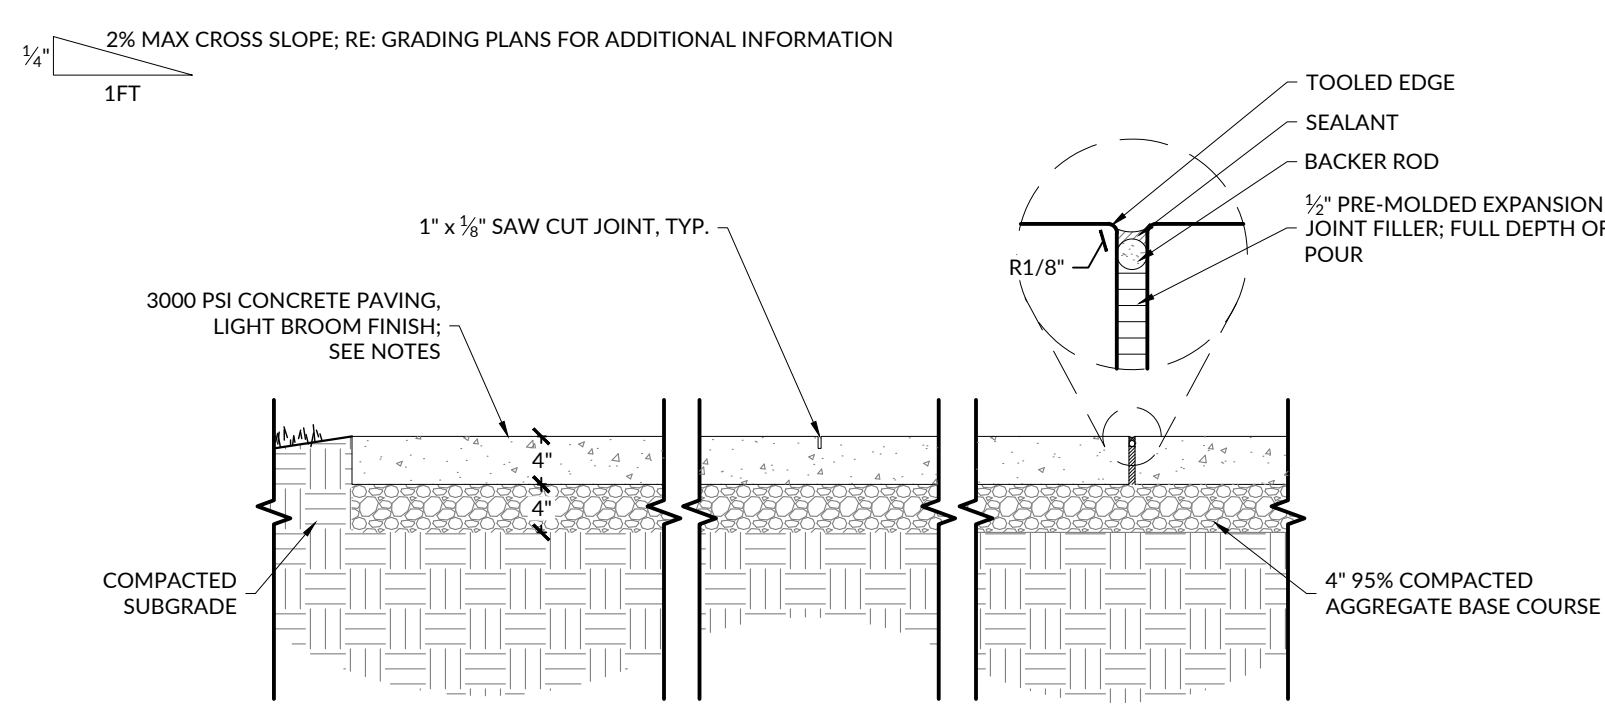 2% MAX CROSS SLOPE; RE: GRADING PLANS FOR ADDITIONAL INFORMATION
¼"
1FT
TOOLED EDGE
SEALANT
BACKER ROD
½" PRE-MOLDED EXPANSION
JOINT FILLER; FULL DEPTH OF
POUR
R1/8"
1" x ⅛" SAW CUT JOINT, TYP.
3000 PSI CONCRETE PAVING,
LIGHT BROOM FINISH;
SEE NOTES
4"
4"
COMPACTED
SUBGRADE
4" 95% COMPACTED
AGGREGATE BASE COURSE